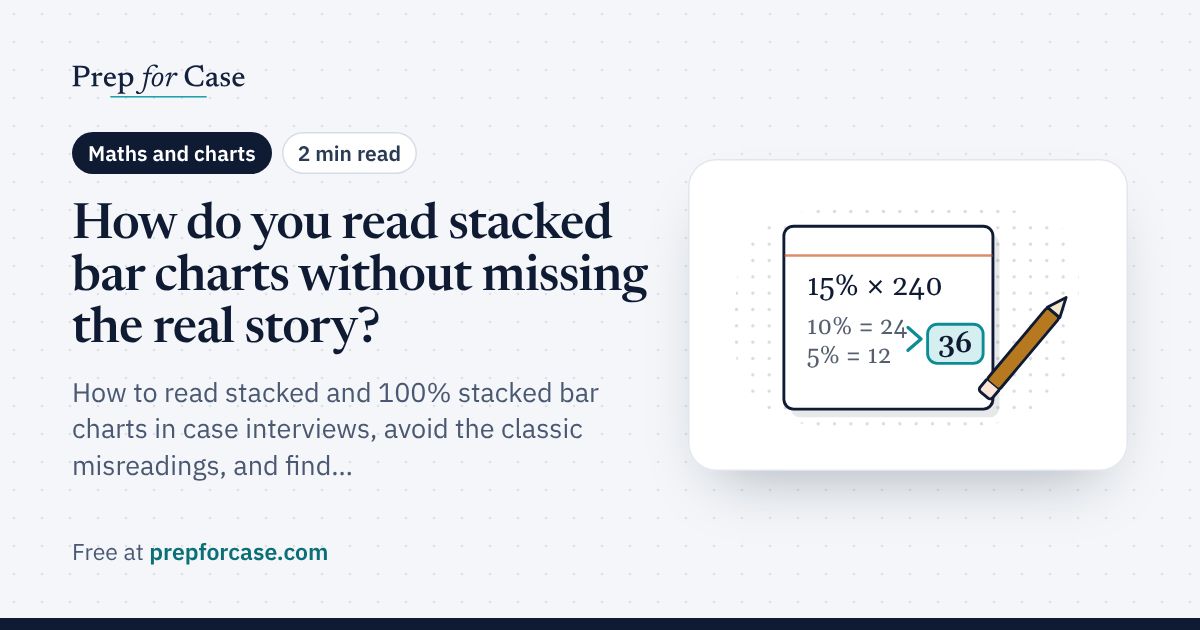 Prep for Case
Maths and charts
2 min read
How do you read stacked
bar charts without missing
the real story?
How to read stacked and 100% stacked bar
charts in case interviews, avoid the classic
misreadings, and find...
Free at prepforcase.com
15% × 240
10% = 24
5% = 12
36